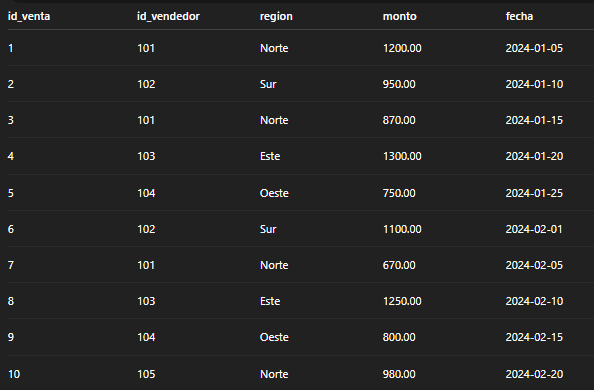 id_venta id_vendedor region monto fecha
1 101 Norte 1200.00 2024-01-05
2 102 Sur 950.00 2024-01-10
3 101 Norte 870.00 2024-01-15
4 103 Este 1300.00 2024-01-20
5 104 Oeste 750.00 2024-01-25
6 102 Sur 1100.00 2024-02-01
7 101 Norte 670.00 2024-02-05
8 103 Este 1250.00 2024-02-10
9 104 Oeste 800.00 2024-02-15
10 105 Norte 980.00 2024-02-20